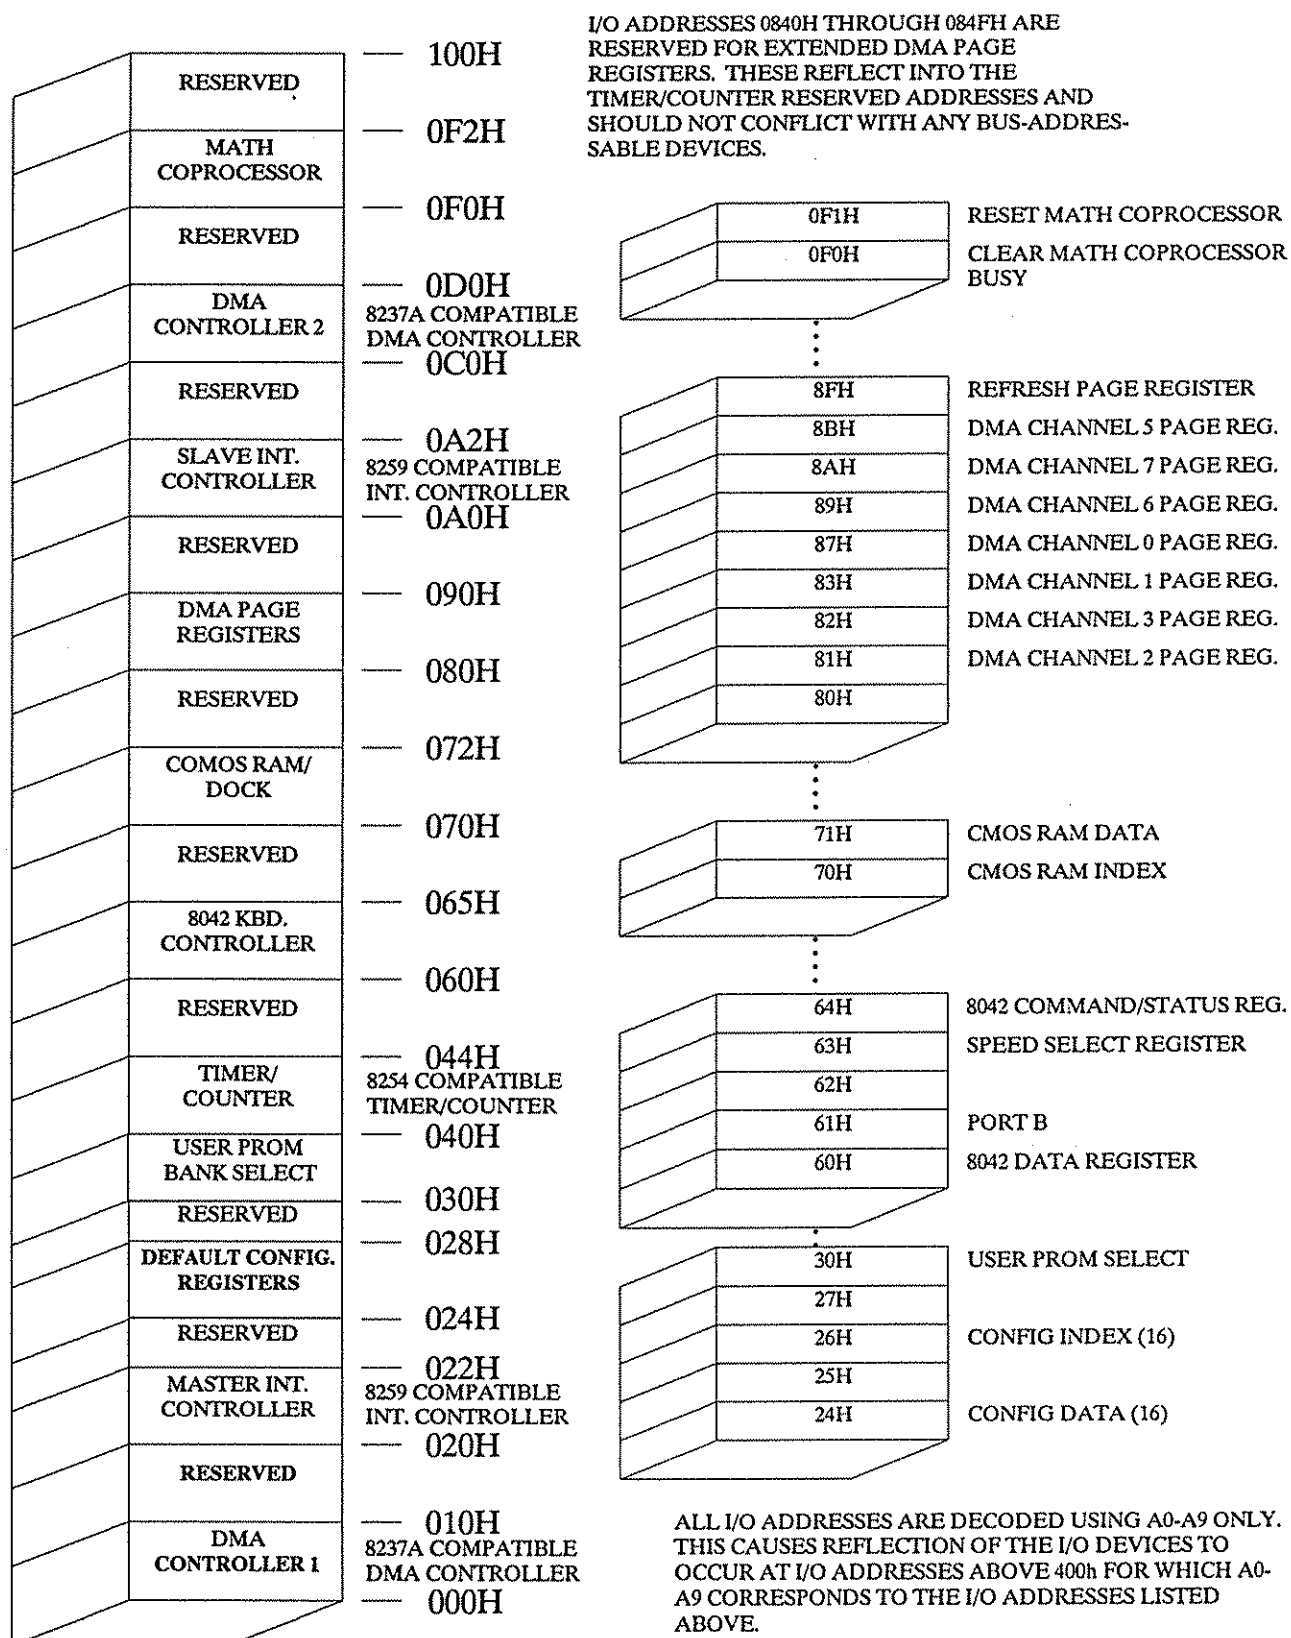 I/O ADDRESSES 0840H THROUGH 084FH ARE
RESERVED FOR EXTENDED DMA PAGE
REGISTERS. THESE REFLECT INTO THE
TIMER/COUNTER RESERVED ADDRESSES AND
SHOULD NOT CONFLICT WITH ANY BUS-ADDRES-
SABLE DEVICES.
100H
RESERVED
0F2H
MATH
COPROCESSOR
0F0H
RESERVED
0D0H
DMA
CONTROLLER 2
8237A COMPATIBLE
DMA CONTROLLER
0C0H
RESERVED
0A2H
SLAVE INT.
CONTROLLER
8259 COMPATIBLE
INT. CONTROLLER
0A0H
RESERVED
090H
DMA PAGE
REGISTERS
080H
RESERVED
072H
COMOS RAM/
DOCK
070H
RESERVED
065H
8042 KBD.
CONTROLLER
060H
RESERVED
044H
TIMER/
COUNTER
8254 COMPATIBLE
TIMER/COUNTER
040H
USER PROM
BANK SELECT
030H
RESERVED
028H
DEFAULT CONFIG.
REGISTERS
024H
RESERVED
022H
MASTER INT.
CONTROLLER
8259 COMPATIBLE
INT. CONTROLLER
020H
RESERVED
010H
DMA
CONTROLLER 1
8237A COMPATIBLE
DMA CONTROLLER
000H
0F1H RESET MATH COPROCESSOR
0F0H CLEAR MATH COPROCESSOR
BUSY
8FH REFRESH PAGE REGISTER
8BH DMA CHANNEL 5 PAGE REG.
8AH DMA CHANNEL 7 PAGE REG.
89H DMA CHANNEL 6 PAGE REG.
87H DMA CHANNEL 0 PAGE REG.
83H DMA CHANNEL 1 PAGE REG.
82H DMA CHANNEL 3 PAGE REG.
81H DMA CHANNEL 2 PAGE REG.
80H
71H CMOS RAM DATA
70H CMOS RAM INDEX
64H 8042 COMMAND/STATUS REG.
63H SPEED SELECT REGISTER
62H
61H PORT B
60H 8042 DATA REGISTER
30H USER PROM SELECT
27H
26H CONFIG INDEX (16)
25H
24H CONFIG DATA (16)
ALL I/O ADDRESSES ARE DECODED USING A0-A9 ONLY.
THIS CAUSES REFLECTION OF THE I/O DEVICES TO
OCCUR AT I/O ADDRESSES ABOVE 400h FOR WHICH A0-
A9 CORRESPONDS TO THE I/O ADDRESSES LISTED
ABOVE.